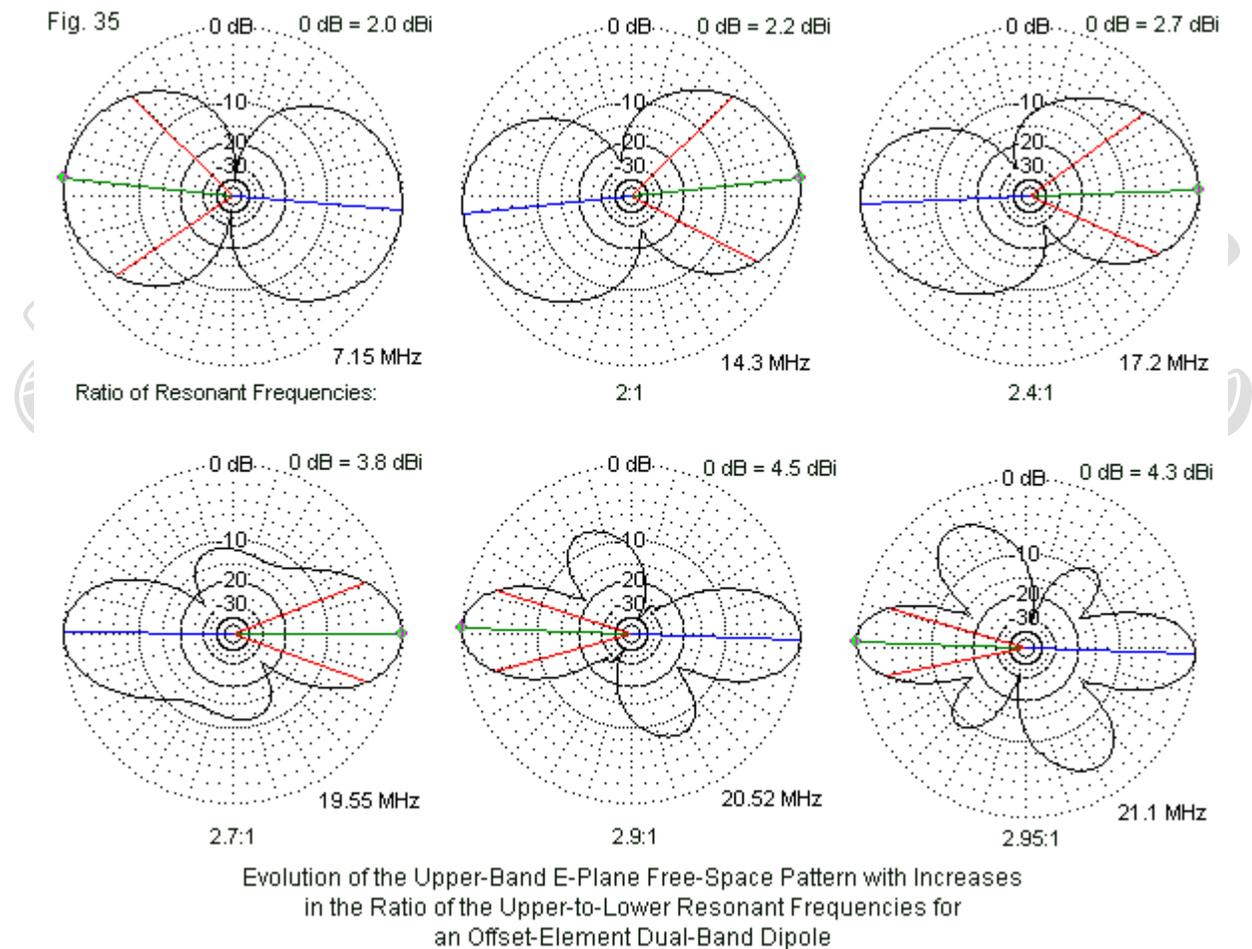 Fig. 35
0 dB
0 dB = 2.0 dBi
-10
20
30
7.15 MHz
0 dB
0 dB = 2.2 dBi
-10
20
30
14.3 MHz
0 dB
0 dB = 2.7 dBi
-10
20
30
17.2 MHz
Ratio of Resonant Frequencies:
2:1
2.4:1
0 dB
0 dB = 3.8 dBi
-10
20
30
19.55 MHz
2.7:1
0 dB
0 dB = 4.5 dBi
-10
20
30
20.52 MHz
2.9:1
0 dB
0 dB = 4.3 dBi
-10
20
30
21.1 MHz
2.95:1
Evolution of the Upper-Band E-Plane Free-Space Pattern with Increases
in the Ratio of the Upper-to-Lower Resonant Frequencies for
an Offset-Element Dual-Band Dipole